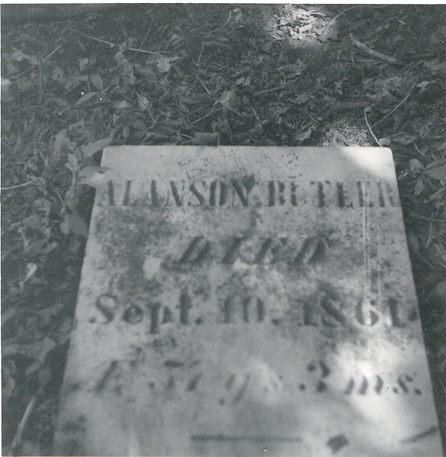 ALANSON BUTLER
DIED
Sept. 10. 1861
ys 3 ms.